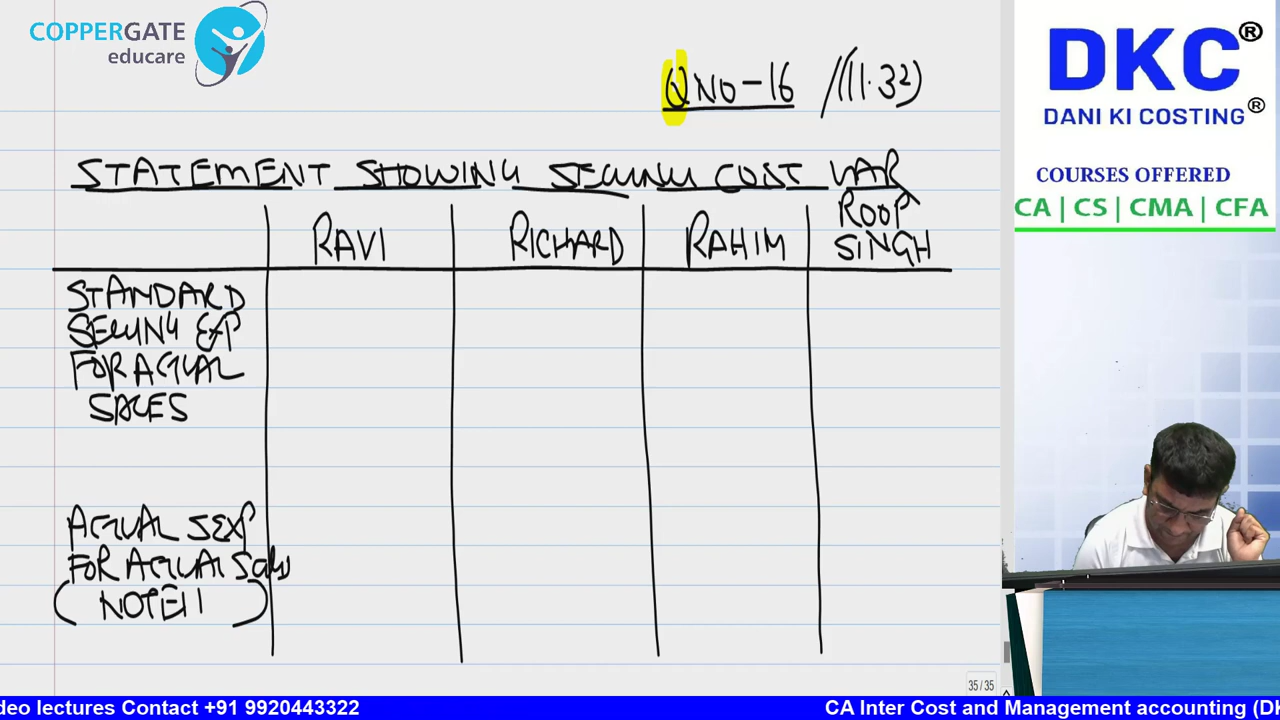 COPPERGATE
educare
QNO-16 /(11.32)
STATEMENT SHOWING SELLING COST VAR
RAVI RICHARD RAHIM ROOP SINGH
STANDARD
SELLING EXP
FOR ACTUAL
SALES
ACTUAL SEXP
FOR ACTUAL Sales
( NOTE 11 )
35/35
DKC®
DANI KI COSTING®
COURSES OFFERED
CA | CS | CMA | CFA
deo lectures Contact +91 9920443322 CA Inter Cost and Management accounting (DK